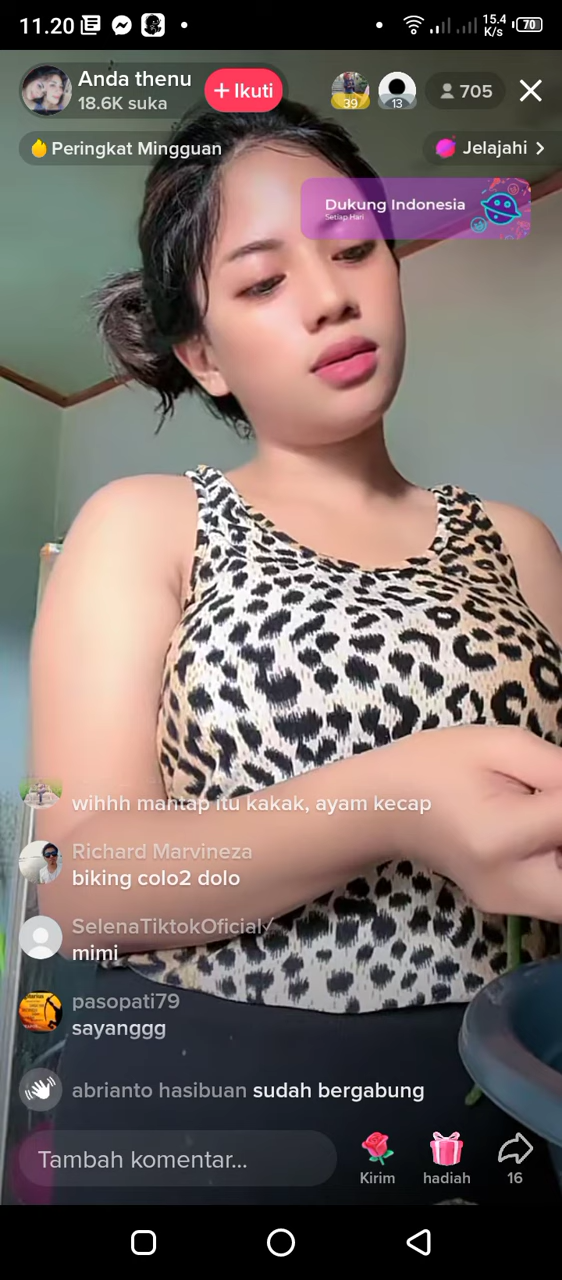 11.20
15.4
K/s
70
Anda thenu
18.6K suka
+ Ikuti
39
13
705
Peringkat Mingguan
Jelajahi >
Dukung Indonesia
Setiap Hari
wihhh mantap itu kakak, ayam kecap
Richard Marvineza
biking colo2 dolo
SelenaTiktokOficial√
mimi
pasopati79
sayanggg
abrianto hasibuan sudah bergabung
Tambah komentar...
Kirim
hadiah
16